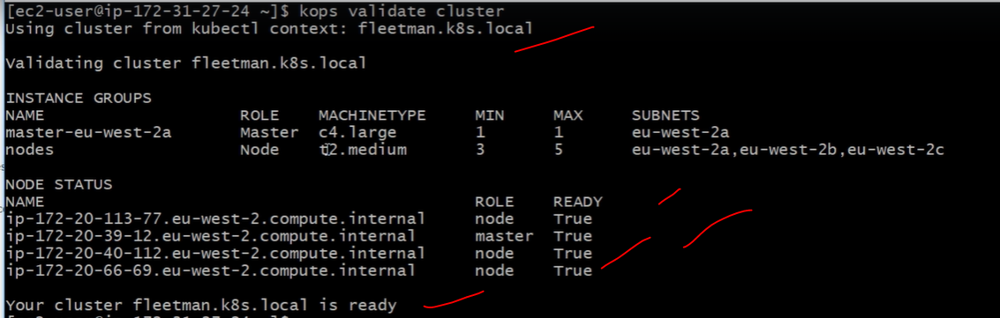 [ec2-user@ip-172-31-27-24 ~]$ kops validate cluster
Using cluster from kubectl context: fleetman.k8s.local
Validating cluster fleetman.k8s.local
INSTANCE GROUPS
NAME ROLE MACHINETYPE MIN MAX SUBNETS
master-eu-west-2a Master c4.large 1 1 eu-west-2a
nodes Node t2.medium 3 5 eu-west-2a,eu-west-2b,eu-west-2c
NODE STATUS
NAME ROLE READY
ip-172-20-113-77.eu-west-2.compute.internal node True
ip-172-20-39-12.eu-west-2.compute.internal master True
ip-172-20-40-112.eu-west-2.compute.internal node True
ip-172-20-66-69.eu-west-2.compute.internal node True
Your cluster fleetman.k8s.local is ready